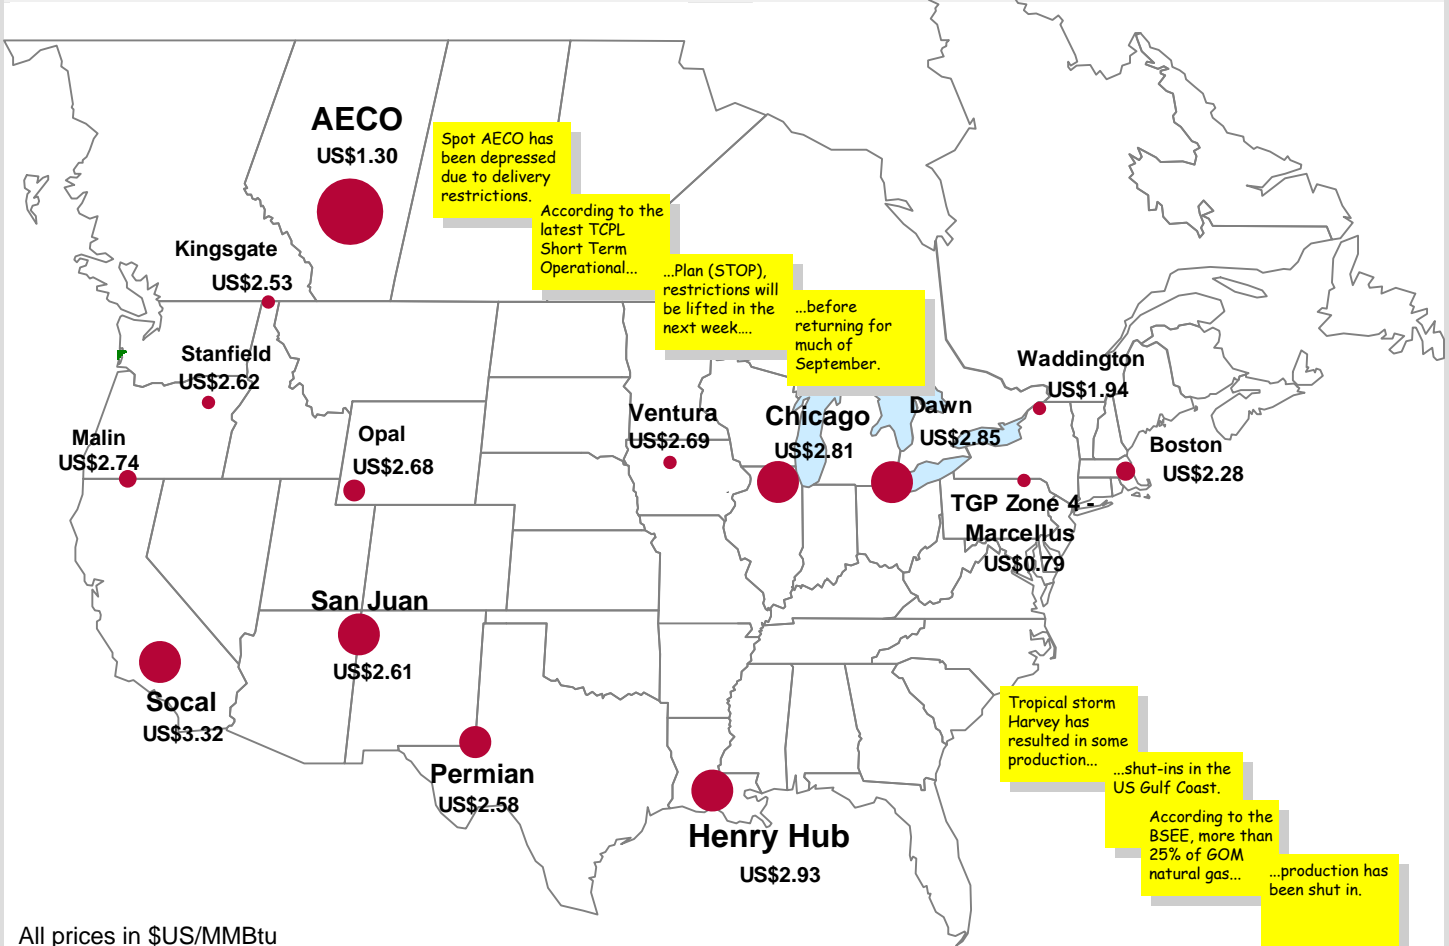 AECO
US$1.30
Spot AECO has
been depressed
due to delivery
restrictions.
According to the
latest TCPL
Short Term
Operational...
...Plan (STOP),
restrictions will
be lifted in the
next week....
...before
returning for
much of
September.
Kingsgate
US$2.53
Stanfield
US$2.62
Malin
US$2.74
Opal
US$2.68
Ventura
US$2.69
Chicago
US$2.81
Dawn
US$2.85
Waddington
US$1.94
Boston
US$2.28
TGP Zone 4 -
Marcellus
US$0.79
San Juan
US$2.61
Socal
US$3.32
Permian
US$2.58
Henry Hub
US$2.93
Tropical storm
Harvey has
resulted in some
production...
...shut-ins in the
US Gulf Coast.
According to the
BSEE, more than
25% of GOM
natural gas...
...production has
been shut in.
All prices in $US/MMBtu